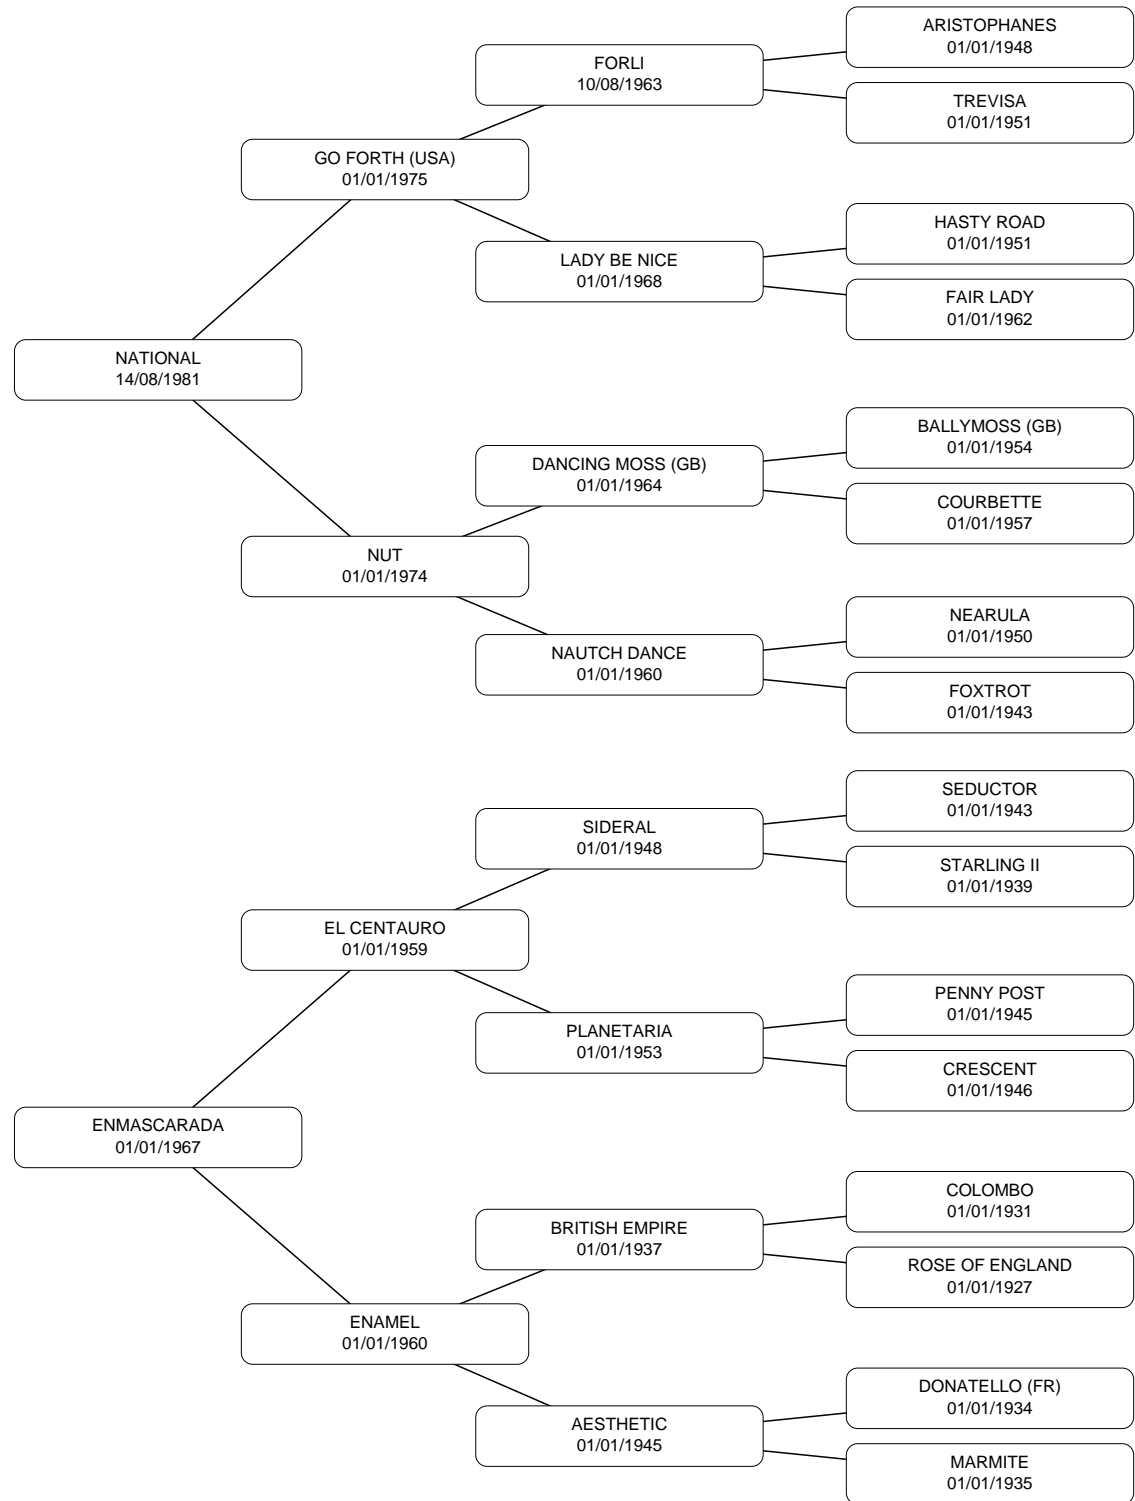 ARISTOPHANES
01/01/1948
FORLI
10/08/1963
TREVISA
01/01/1951
GO FORTH (USA)
01/01/1975
HASTY ROAD
01/01/1951
LADY BE NICE
01/01/1968
FAIR LADY
01/01/1962
NATIONAL
14/08/1981
BALLYMOSS (GB)
01/01/1954
DANCING MOSS (GB)
01/01/1964
COURBETTE
01/01/1957
NUT
01/01/1974
NEARULA
01/01/1950
NAUTCH DANCE
01/01/1960
FOXTROT
01/01/1943
SEDUCTOR
01/01/1943
SIDERAL
01/01/1948
STARLING II
01/01/1939
EL CENTAURO
01/01/1959
PENNY POST
01/01/1945
PLANETARIA
01/01/1953
CRESCENT
01/01/1946
ENMASCARADA
01/01/1967
COLOMBO
01/01/1931
BRITISH EMPIRE
01/01/1937
ROSE OF ENGLAND
01/01/1927
ENAMEL
01/01/1960
DONATELLO (FR)
01/01/1934
AESTHETIC
01/01/1945
MARMITE
01/01/1935